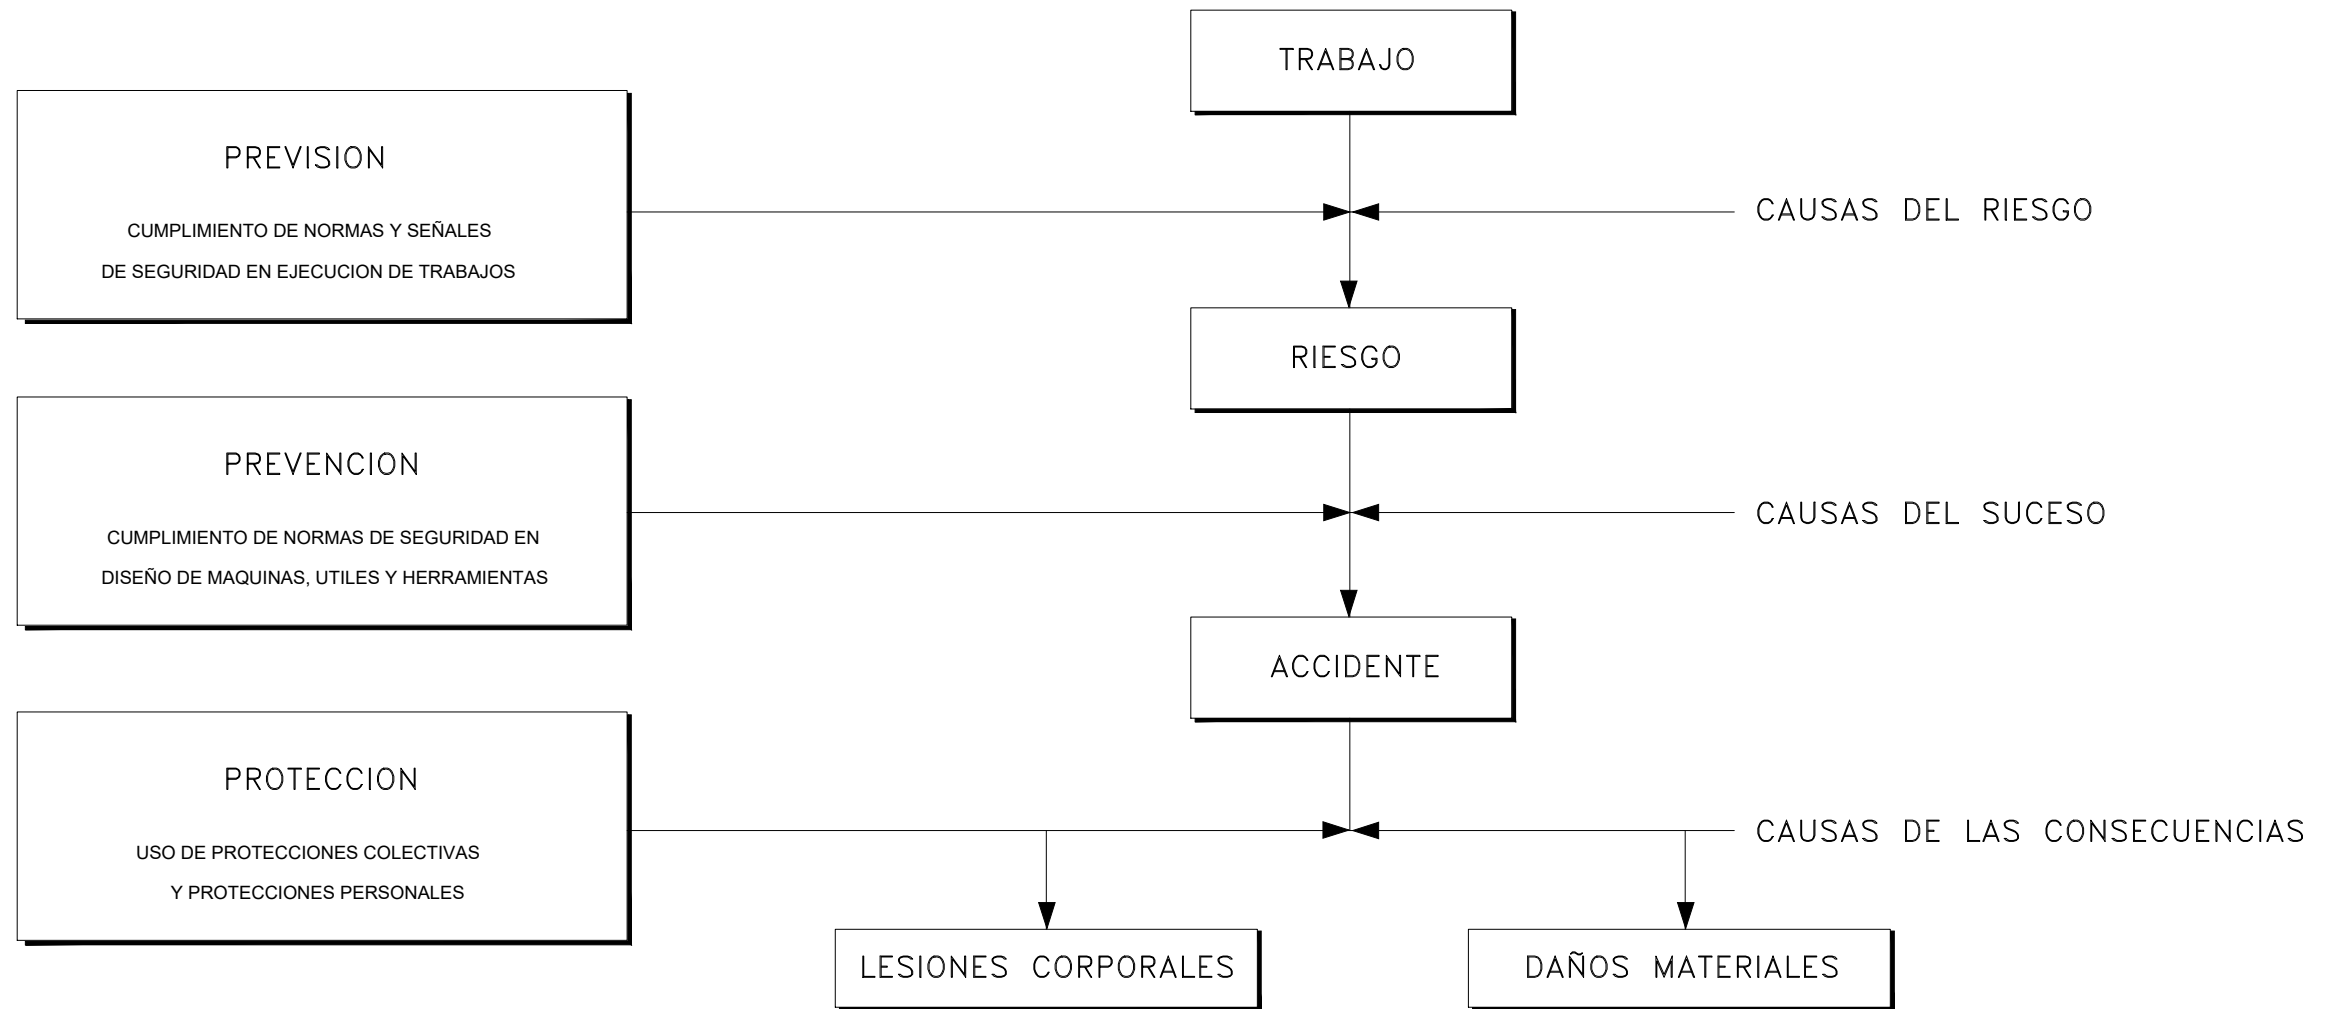 TRABAJO
PREVISION
CUMPLIMIENTO DE NORMAS Y SEÑALES
DE SEGURIDAD EN EJECUCION DE TRABAJOS
CAUSAS DEL RIESGO
RIESGO
PREVENCION
CUMPLIMIENTO DE NORMAS DE SEGURIDAD EN
DISEÑO DE MAQUINAS, UTILES Y HERRAMIENTAS
CAUSAS DEL SUCESO
ACCIDENTE
PROTECCION
USO DE PROTECCIONES COLECTIVAS
Y PROTECCIONES PERSONALES
CAUSAS DE LAS CONSECUENCIAS
LESIONES CORPORALES
DAÑOS MATERIALES